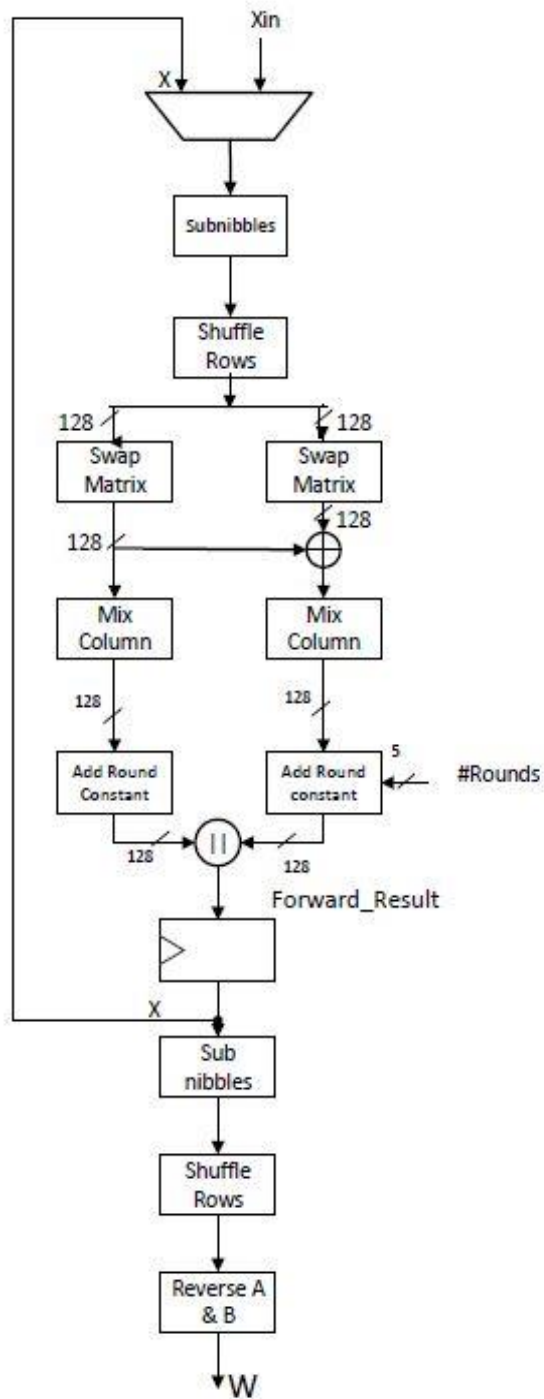 Xin
X
Subnibbles
Shuffle
Rows
128
128
Swap
Matrix
Swap
Matrix
128
128
Mix
Column
Mix
Column
128
128
5
Add Round
Constant
Add Round
constant
#Rounds
128
||
128
Forward_Result
X
Sub
nibbles
Shuffle
Rows
Reverse A
& B
W